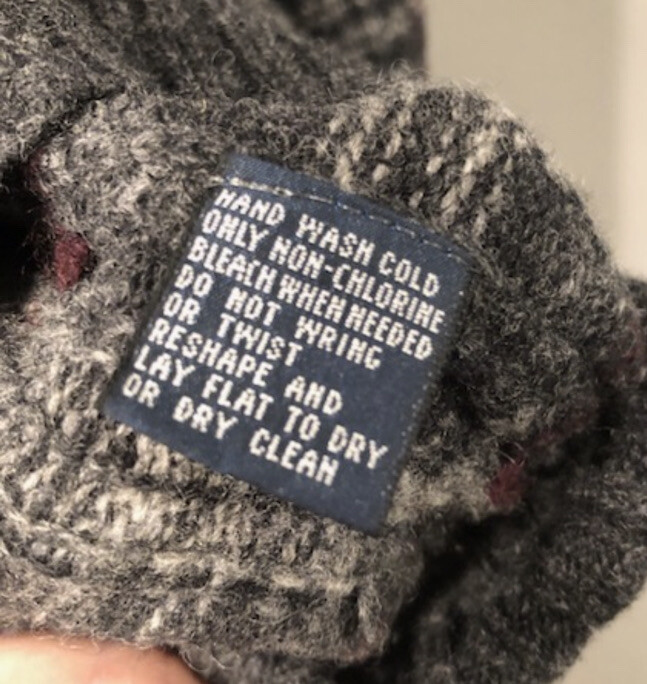 HAND WASH COLD
ONLY NON-CHLORINE
BLEACH WHEN NEEDED
DO NOT WRING
OR TWIST
RESHAPE AND
LAY FLAT TO DRY
OR DRY CLEAN